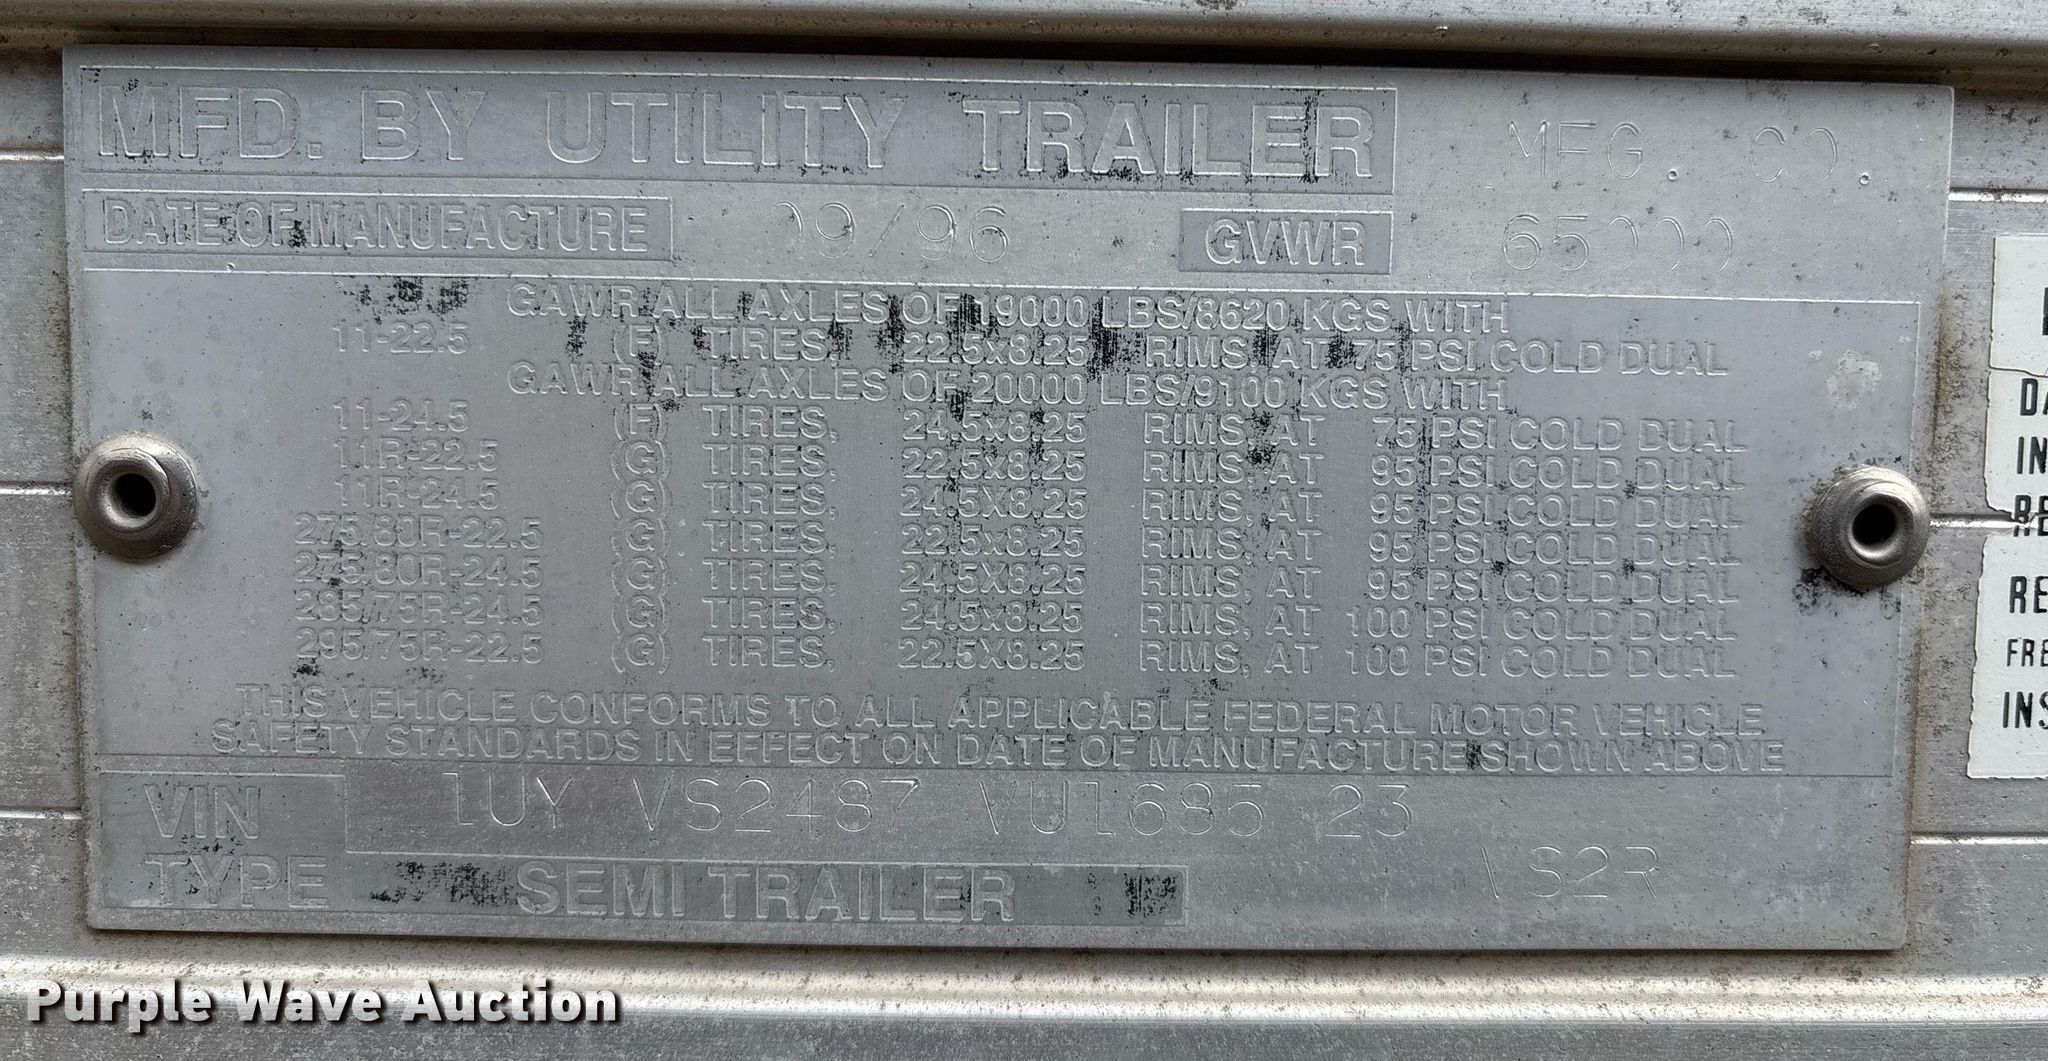 MFD. BY UTILITY TRAILER MFG. CO.
DATE OF MANUFACTURE 09/96 GVWR 65000
GAWR ALL AXLES OF 19000 LBS/8620 KGS WITH
11-22.5 (F) TIRES, 22.5x8.25 RIMS, AT 75 PSI COLD DUAL
GAWR ALL AXLES OF 20000 LBS/9100 KGS WITH
11-24.5 (F) TIRES, 24.5x8.25 RIMS, AT 75 PSI COLD DUAL
11R-22.5 (G) TIRES, 22.5x8.25 RIMS, AT 95 PSI COLD DUAL
11R-24.5 (G) TIRES, 24.5X8.25 RIMS, AT 95 PSI COLD DUAL
275.80R-22.5 (G) TIRES, 22.5x8.25 RIMS, AT 95 PSI COLD DUAL
275.80R-24.5 (G) TIRES, 24.5X8.25 RIMS, AT 95 PSI COLD DUAL
285/75R-24.5 (G) TIRES, 24.5X8.25 RIMS, AT 100 PSI COLD DUAL
295/75R-22.5 (G) TIRES, 22.5X8.25 RIMS, AT 100 PSI COLD DUAL
THIS VEHICLE CONFORMS TO ALL APPLICABLE FEDERAL MOTOR VEHICLE
SAFETY STANDARDS IN EFFECT ON DATE OF MANUFACTURE SHOWN ABOVE
VIN 1UY VS2487 VU1685 23
TYPE SEMI TRAILER VS2R
DA
IN
RE
RE
FRE
INS
Purple Wave Auction